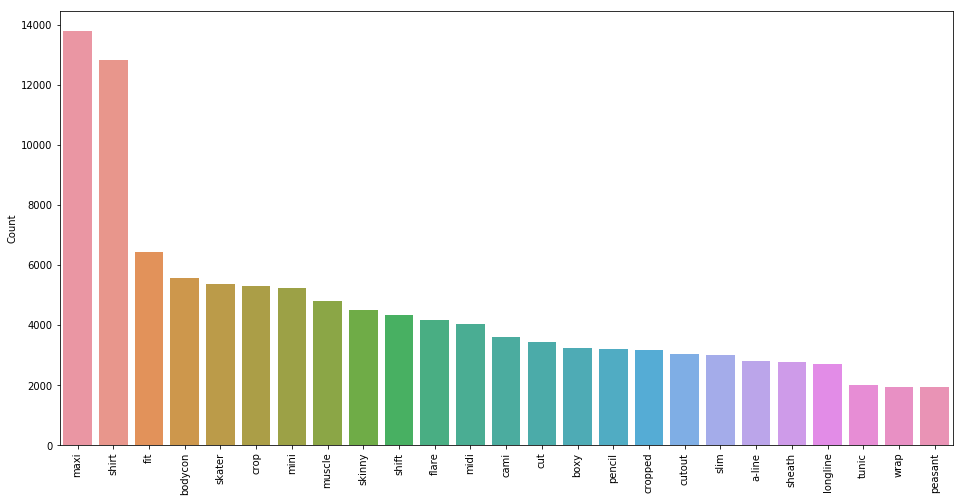 14000
12000
10000
8000
6000
4000
2000
0
Count
maxi
shirt
fit
bodycon
skater
crop
mini
muscle
skinny
shift
flare
midi
cami
cut
boxy
pencil
cropped
cutout
slim
a-line
sheath
longline
tunic
wrap
peasant